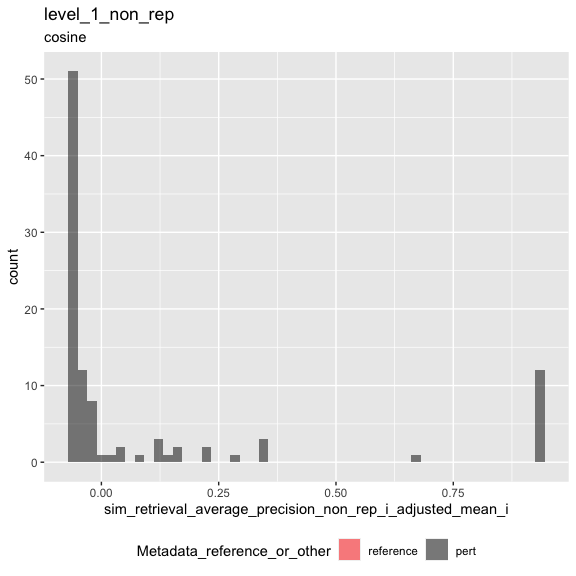 level_1_non_rep
cosine
50
40
30
20
10
0
count
0.00 0.25 0.50 0.75
sim_retrieval_average_precision_non_rep_i_adjusted_mean_i
Metadata_reference_or_other reference pert